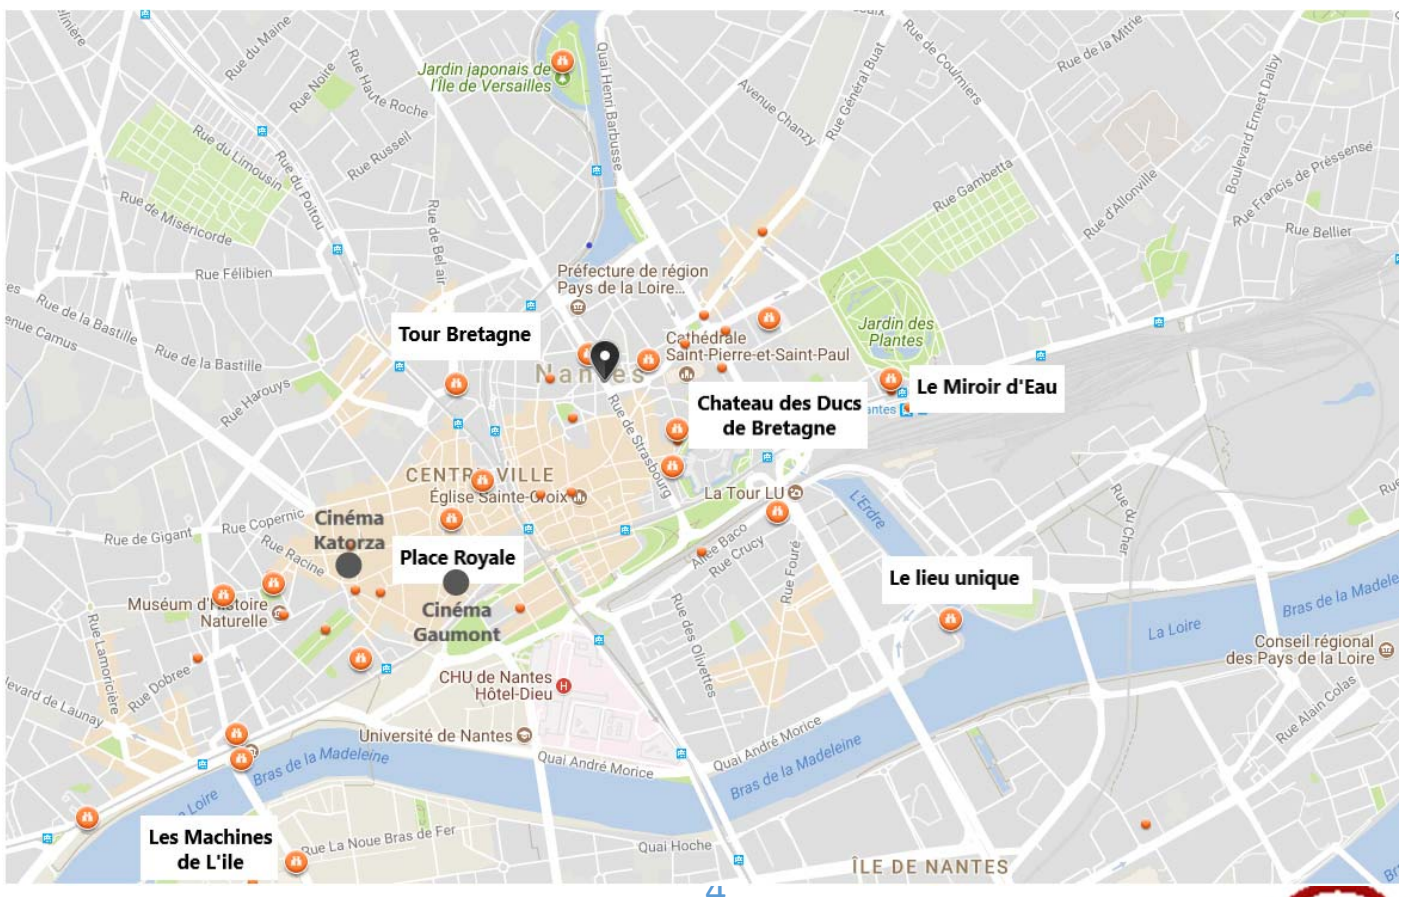 Rue du Maine
Rue Noire
Rue Haute Roche
Jardin japonais de
l'Île de Versailles
Quai Henri Barbusse
Rue Général Buat
Rue de Coulmiers
Rue de la Mitrie
Avenue Chanzy
Boulevard Ernest Dalby
Rue du Limousin
Rue Russeil
Rue du Poitou
Rue Gambetta
Rue d'Allonville
Rue Francis de Préssensé
Rue de Miséricorde
Rue de Bel air
Rue Bellier
Rue Félibien
Préfecture de région
Pays de la Loire...
Rue de la Bastille
Tour Bretagne
Jardin des
Plantes
Cathédrale
Saint-Pierre-et-Saint-Paul
Rue de la Bastille
Nantes
Rue Harouys
Le Miroir d'Eau
Chateau des Ducs
de Bretagne
Rue de Strasbourg
CENTRE VILLE
Église Sainte-Croix
La Tour LU
L'Erdre
Rue du Cher
Rue de Gigant
Rue Copernic
Cinéma
Katorza
Rue Racine
Place Royale
Allée Baco
Rue Crucy
Rue Fouré
Le lieu unique
Bras de la Madele
Muséum d'Histoire
Naturelle
Cinéma
Gaumont
Rue des Olivettes
La Loire
Conseil régional
des Pays de la Loire
Rue Lamoricière
Rue Dobree
CHU de Nantes
Hôtel-Dieu
H
levard de Launay
Rue Alain Colas
Université de Nantes
Quai André Morice
Quai André Morice
Bras de la Madeleine
Bras de la Madeleine
Loire
Les Machines
de L'ile
Rue La Noue Bras de Fer
Quai Hoche
ÎLE DE NANTES
4